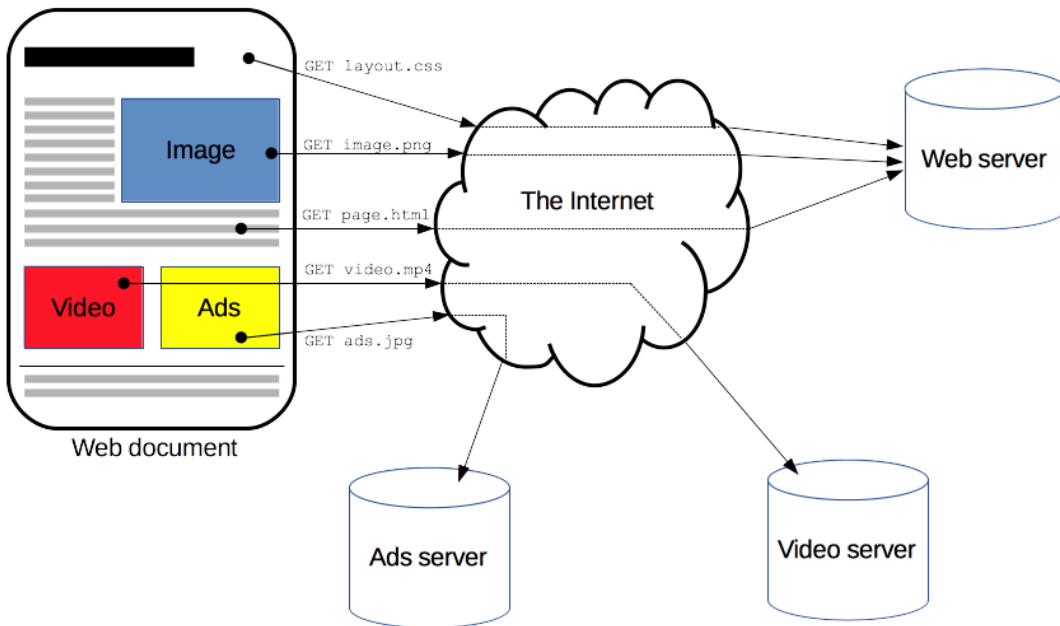 GET layout.css
Image
GET image.png
Web server
The Internet
GET page.html
GET video.mp4
Video
Ads
GET ads.jpg
Web document
Ads server
Video server